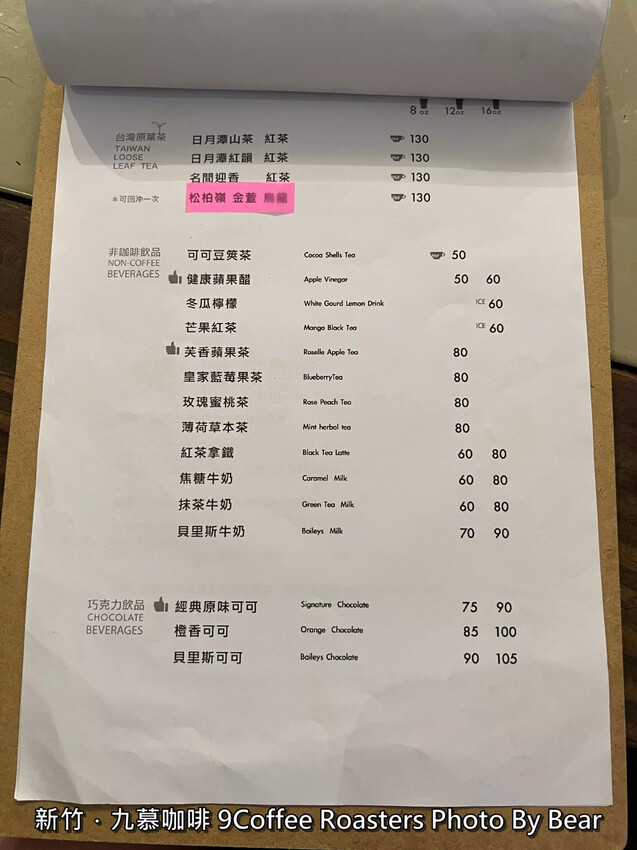 8oz 12oz 16oz
台灣原葉茶 日月潭山茶 紅茶 130
TAIWAN
LOOSE 日月潭紅韻 紅茶 130
LEAF TEA
名間迎香 紅茶 130
*可回沖一次 松柏嶺 金萱 烏龍 130
非咖啡飲品 可可豆筴茶 Cocoa Shells Tea 50
NON-COFFEE
BEVERAGES 健康蘋果醋 Apple Vinegar 50 60
冬瓜檸檬 White Gourd Lemon Drink ICE 60
芒果紅茶 Mango Black Tea ICE 60
芙香蘋果茶 Roselle Apple Tea 80
皇家藍莓果茶 BlueberryTea 80
玫瑰蜜桃茶 Rose Peach Tea 80
薄荷草本茶 Mint herbal tea 80
紅茶拿鐵 Black Tea Latte 60 80
焦糖牛奶 Caramel Milk 60 80
抹茶牛奶 Green Tea Milk 60 80
貝里斯牛奶 Baileys Milk 70 90
巧克力飲品 經典原味可可 Signature Chocolate 75 90
CHOCOLATE
BEVERAGES 橙香可可 Orange Chocolate 85 100
貝里斯可可 Baileys Chocolate 90 105
新竹．九慕咖啡 9Coffee Roasters Photo By Bear